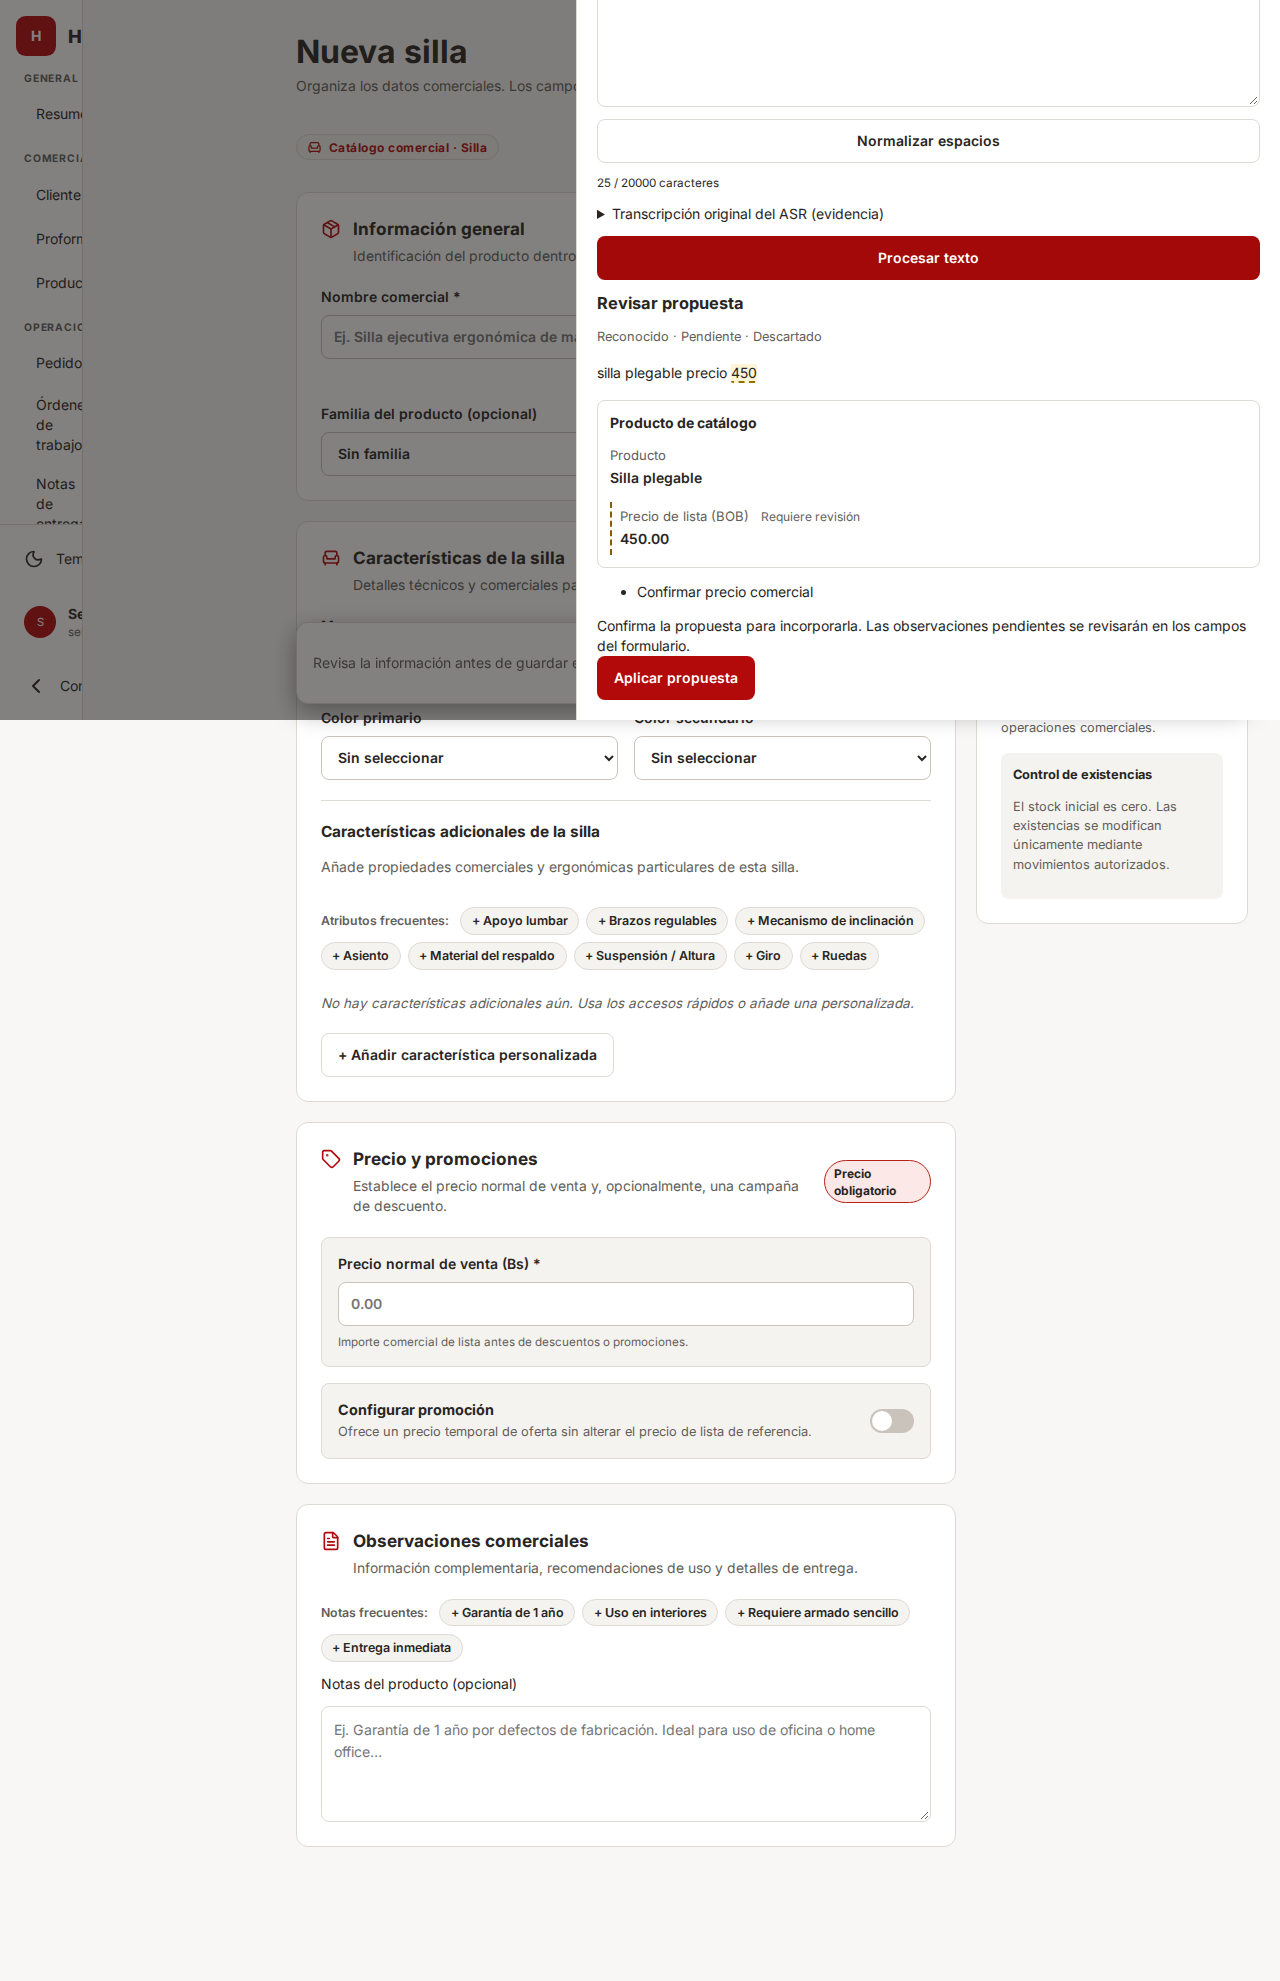 H
H
GENERAL
Resum
COMERCIA
Cliente
Profor
Produc
OPERACIO
Pedido
Órdene
de
trabajo
Notas
de
entrega
Tem
S
Se
se
Cor
Nueva silla
Organiza los datos comerciales. Los campo
Catálogo comercial · Silla
Información general
Identificación del producto dentro
Nombre comercial *
Ej. Silla ejecutiva ergonómica de ma
Familia del producto (opcional)
Sin familia
Características de la silla
Detalles técnicos y comerciales pa
Revisa la información antes de guardar e
Normalizar espacios
25 / 20000 caracteres
Transcripción original del ASR (evidencia)
Procesar texto
Revisar propuesta
Reconocido · Pendiente · Descartado
silla plegable precio 450
Producto de catálogo
Producto
Silla plegable
Precio de lista (BOB) Requiere revisión
450.00
• Confirmar precio comercial
Confirma la propuesta para incorporarla. Las observaciones pendientes se revisarán en los campos
del formulario.
Aplicar propuesta
Color primario
Color secundario
Sin seleccionar
Sin seleccionar
Características adicionales de la silla
Añade propiedades comerciales y ergonómicas particulares de esta silla.
Atributos frecuentes: + Apoyo lumbar + Brazos regulables + Mecanismo de inclinación
+ Asiento + Material del respaldo + Suspensión / Altura + Giro + Ruedas
No hay características adicionales aún. Usa los accesos rápidos o añade una personalizada.
+ Añadir característica personalizada
operaciones comerciales.
Control de existencias
El stock inicial es cero. Las
existencias se modifican
únicamente mediante
movimientos autorizados.
Precio y promociones
Establece el precio normal de venta y, opcionalmente, una campaña
de descuento.
Precio
obligatorio
Precio normal de venta (Bs) *
0.00
Importe comercial de lista antes de descuentos o promociones.
Configurar promoción
Ofrece un precio temporal de oferta sin alterar el precio de lista de referencia.
Observaciones comerciales
Información complementaria, recomendaciones de uso y detalles de entrega.
Notas frecuentes: + Garantía de 1 año + Uso en interiores + Requiere armado sencillo
+ Entrega inmediata
Notas del producto (opcional)
Ej. Garantía de 1 año por defectos de fabricación. Ideal para uso de oficina o home
office...